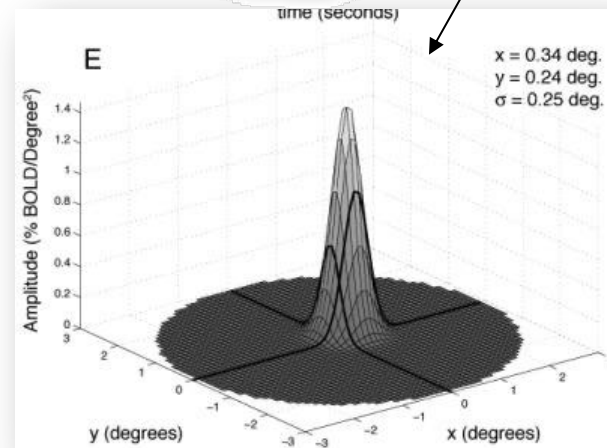 time (seconds)
E
x = 0.34 deg.
y = 0.24 deg.
σ = 0.25 deg.
Amplitude (% BOLD/Degree²)
1.4
1.2
1
0.8
0.6
0.4
0.2
0
3
2
1
0
−1
−2
−3
y (degrees)
−3
−2
−1
0
1
2
x (degrees)